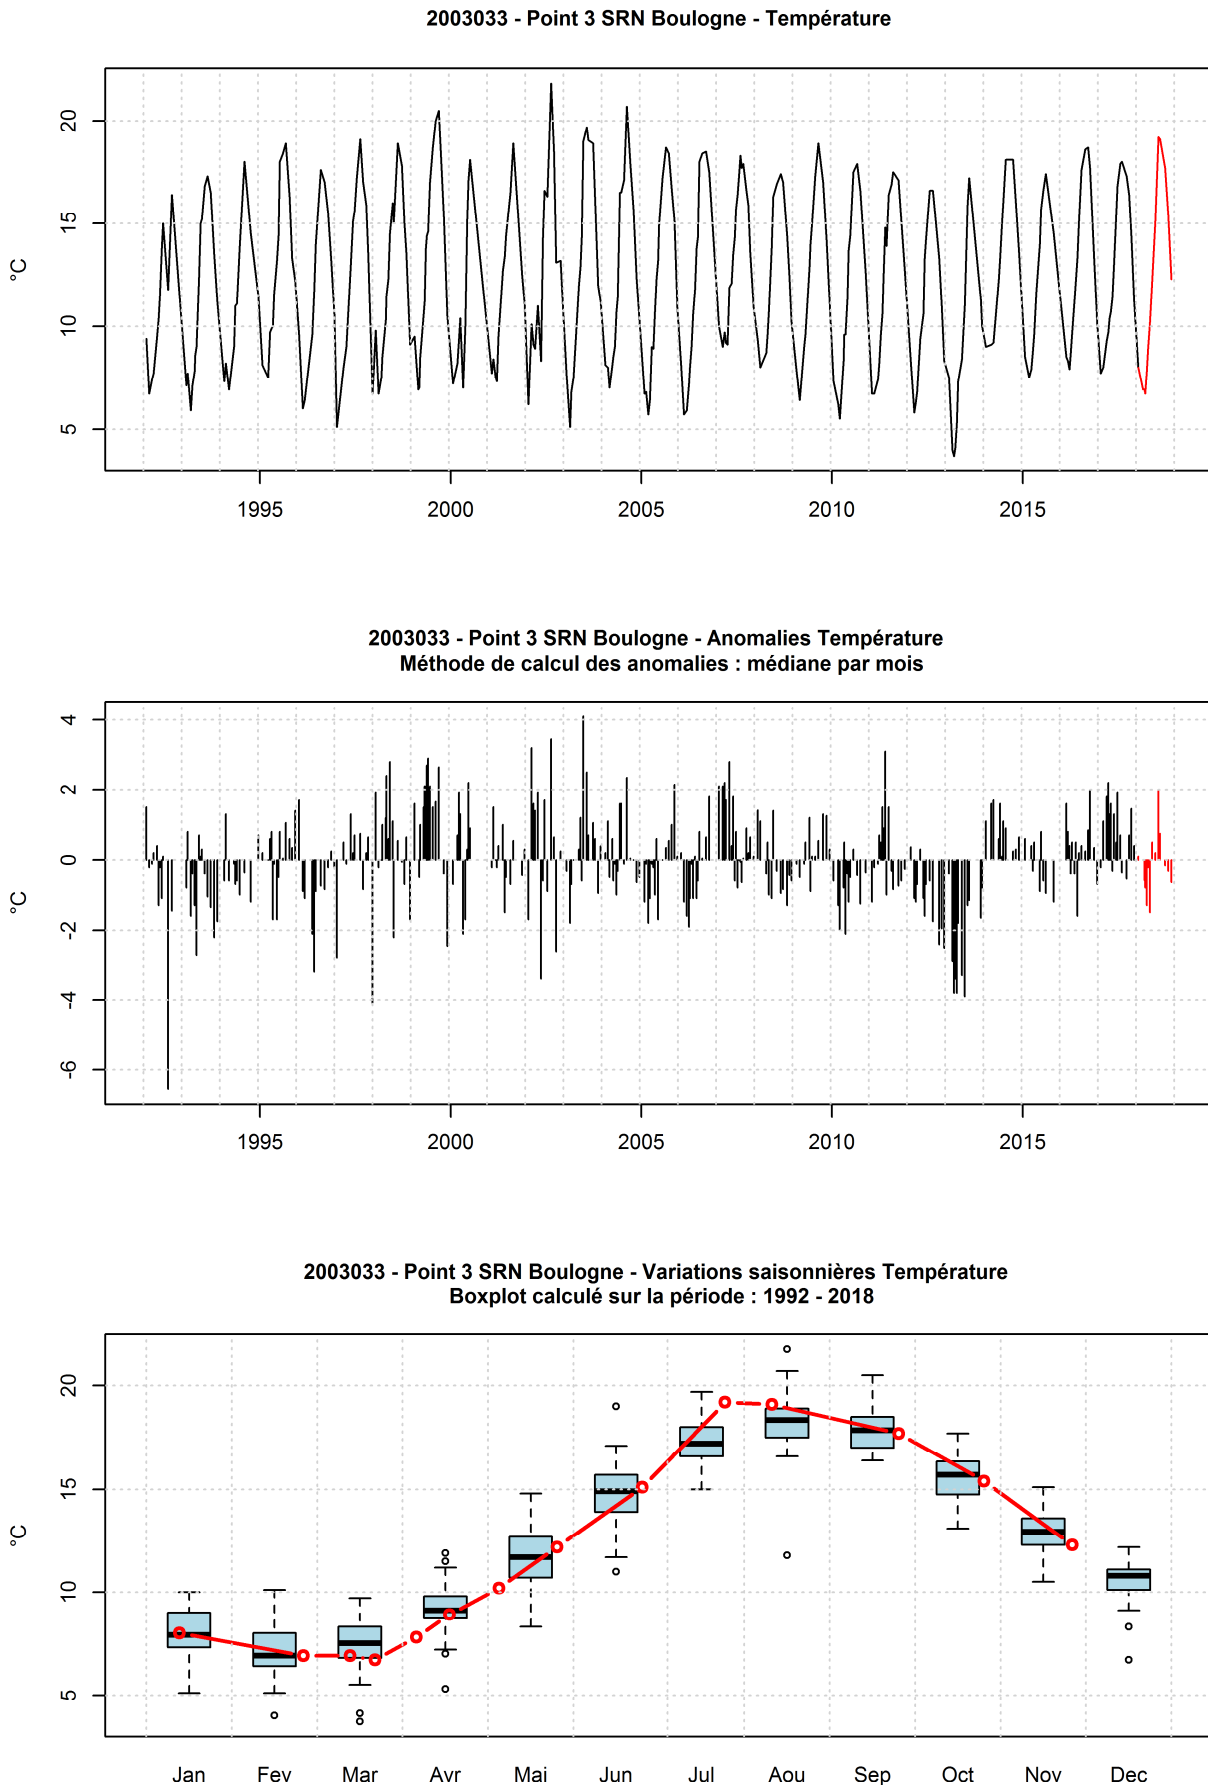 2003033 - Point 3 SRN Boulogne - Température
20
15
10
5
°C
1995 2000 2005 2010 2015
2003033 - Point 3 SRN Boulogne - Anomalies Température
Méthode de calcul des anomalies : médiane par mois
4
2
0
-2
-4
-6
°C
1995 2000 2005 2010 2015
2003033 - Point 3 SRN Boulogne - Variations saisonnières Température
Boxplot calculé sur la période : 1992 - 2018
20
15
10
5
°C
Jan Fev Mar Avr Mai Jun Jul Aou Sep Oct Nov Dec